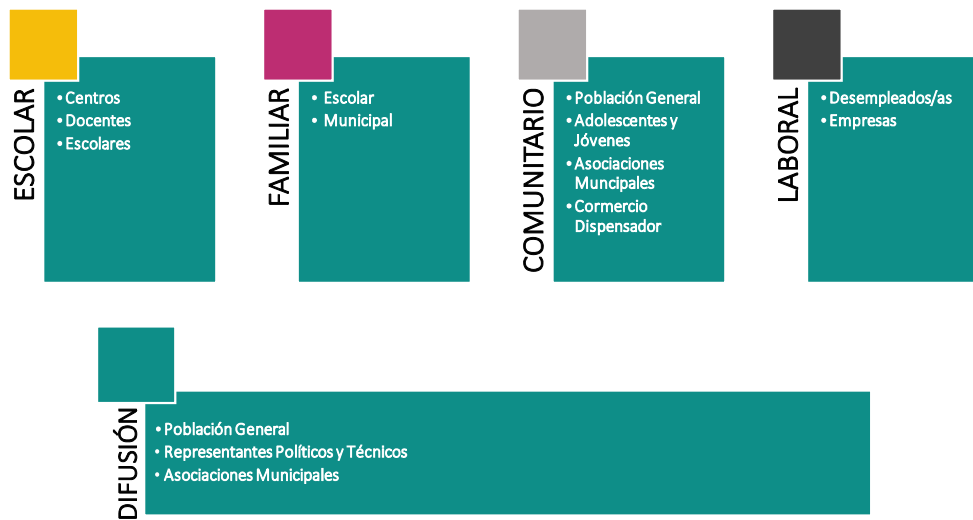 ESCOLAR
• Centros
• Docentes
• Escolares
FAMILIAR
• Escolar
• Municipal
COMUNITARIO
• Población General
• Adolescentes y
Jóvenes
• Asociaciones
Muncipales
• Cormercio
Dispensador
LABORAL
• Desempleados/as
• Empresas
DIFUSIÓN
• Población General
• Representantes Políticos y Técnicos
• Asociaciones Municipales